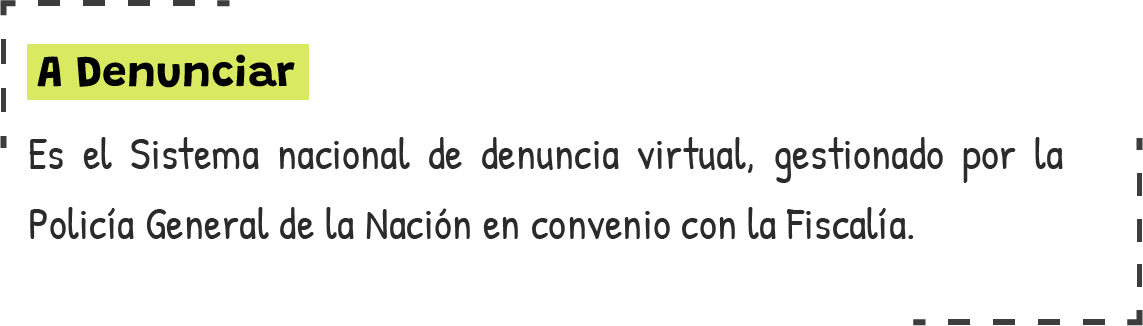 A Denunciar
Es el Sistema nacional de denuncia virtual, gestionado por la
Policía General de la Nación en convenio con la Fiscalía.